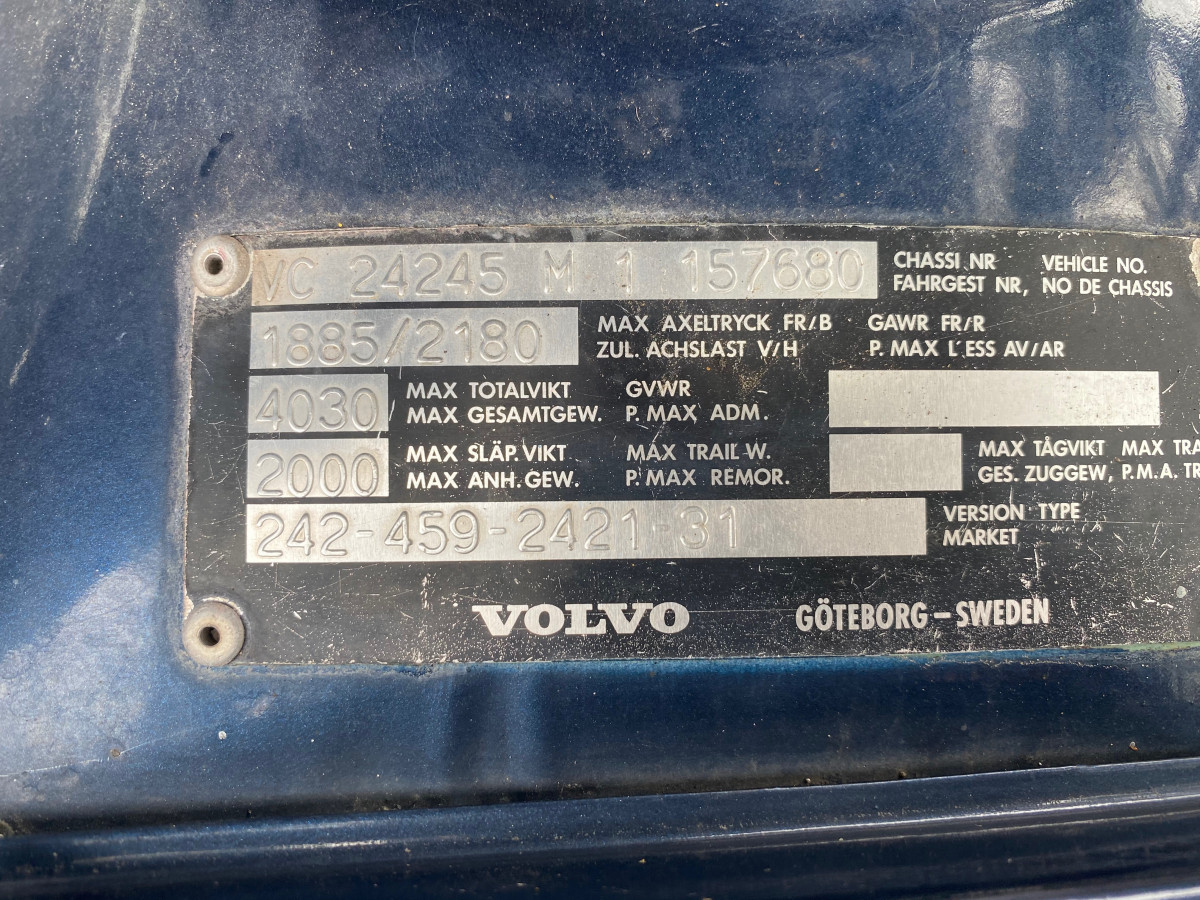 VC 24245 M 1 157680 CHASSI NR VEHICLE NO.
FAHRGEST NR, NO DE CHASSIS
1885/2180 MAX AXELTRYCK FR/B GAWR FR/R
ZUL. ACHSLAST V/H P. MAX L'ESS AV/AR
4030 MAX TOTALVIKT GVWR
MAX GESAMTGEW. P. MAX ADM.
2000 MAX SLÄP.VIKT MAX TRAIL W. MAX TÅGVIKT MAX TRA
MAX ANH. GEW. P. MAX REMOR. GES. ZUGGEW, P.M.A. TR
242-459-2421-31 VERSION TYPE
MARKET
VOLVO GÖTEBORG – SWEDEN